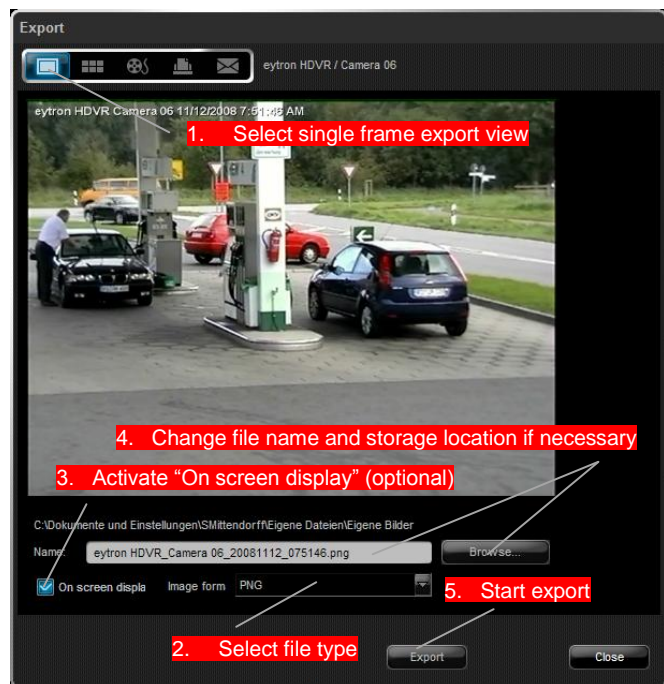 Export
eytron HDVR / Camera 06
eytron HDVR Camera 06 11/12/2008 7:51:46 AM
1. Select single frame export view
4. Change file name and storage location if necessary
3. Activate “On screen display” (optional)
C:\Dokumente und Einstellungen\SMittendorff\Eigene Dateien\Eigene Bilder
Name: eytron HDVR_Camera 06_20081112_075146.png Browse...
On screen displa Image form PNG
5. Start export
2. Select file type
Export Close